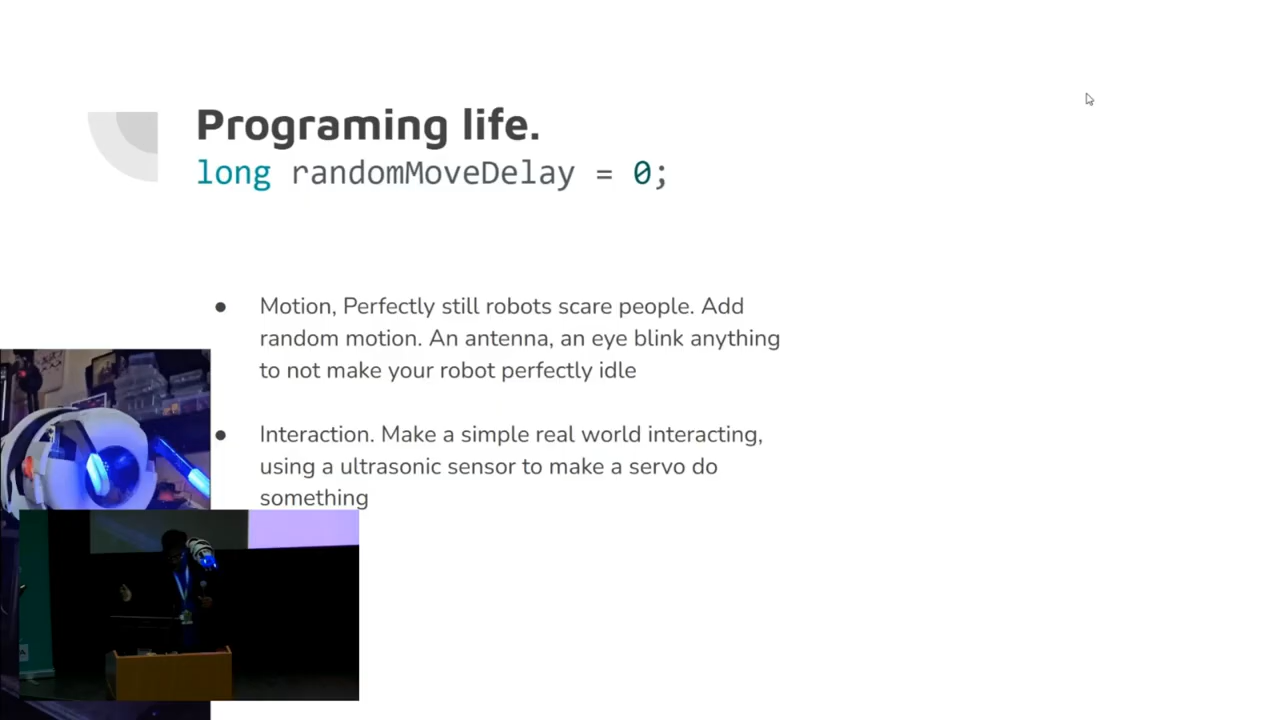 Programing life.
long randomMoveDelay = 0;
● Motion, Perfectly still robots scare people. Add
random motion. An antenna, an eye blink anything
to not make your robot perfectly idle
● Interaction. Make a simple real world interacting,
using a ultrasonic sensor to make a servo do
something